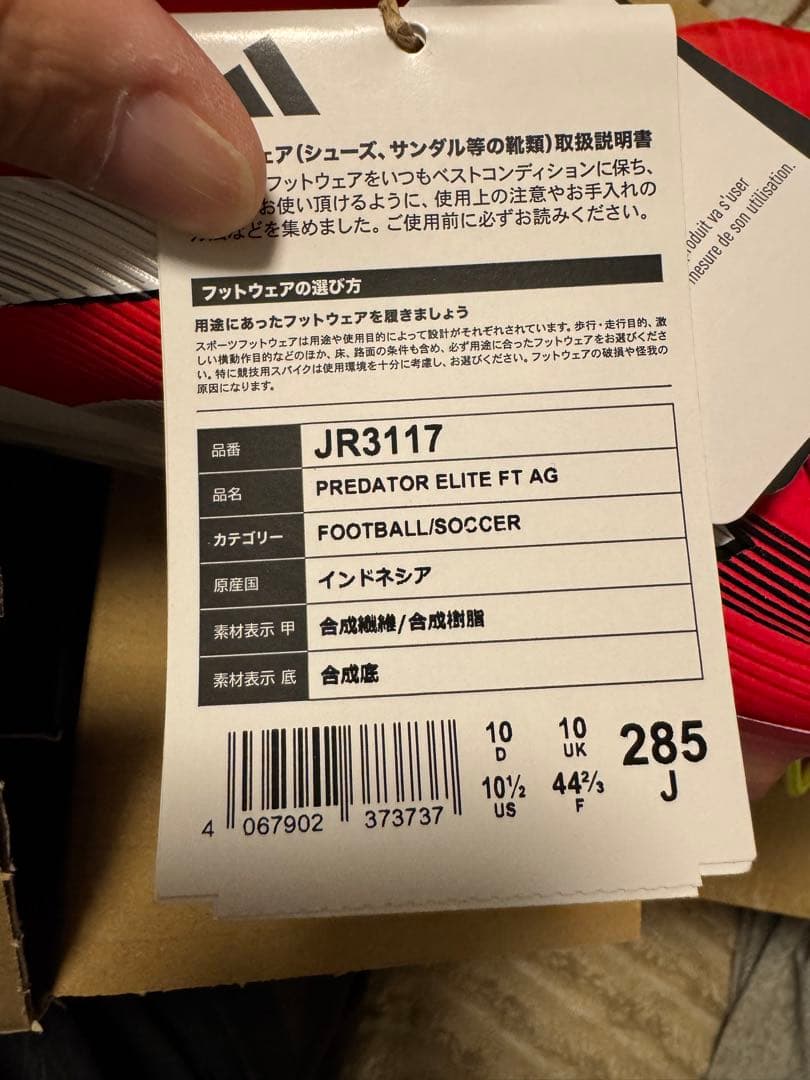 ェア(シューズ、サンダル等の靴類)取扱説明書
フットウェアをいつもベストコンディションに保ち、
お使い頂けるように、使用上の注意やお手入れの
などを集めました。ご使用前に必ずお読みください。
フットウェアの選び方
用途にあったフットウェアを履きましょう
スポーツフットウェアは用途や使用目的によって設計がそれぞれされています。歩行・走行目的、激
しい横動作目的などのほか、床、路面の条件も含め、必ず用途に合ったフットウェアをお選びくださ
い。特に競技用スパイクは使用環境を十分に考慮し、お選びください。フットウェアの破損や怪我の
原因になります。
品番 JR3117
品名 PREDATOR ELITE FT AG
カテゴリー FOOTBALL/SOCCER
原産国 インドネシア
素材表示 甲 合成繊維/合成樹脂
素材表示 底 合成底
4 067902 373737
10 D
10 UK
10½ US
44⅔ F
285 J
produit va s'user
mesure de son utilisation.